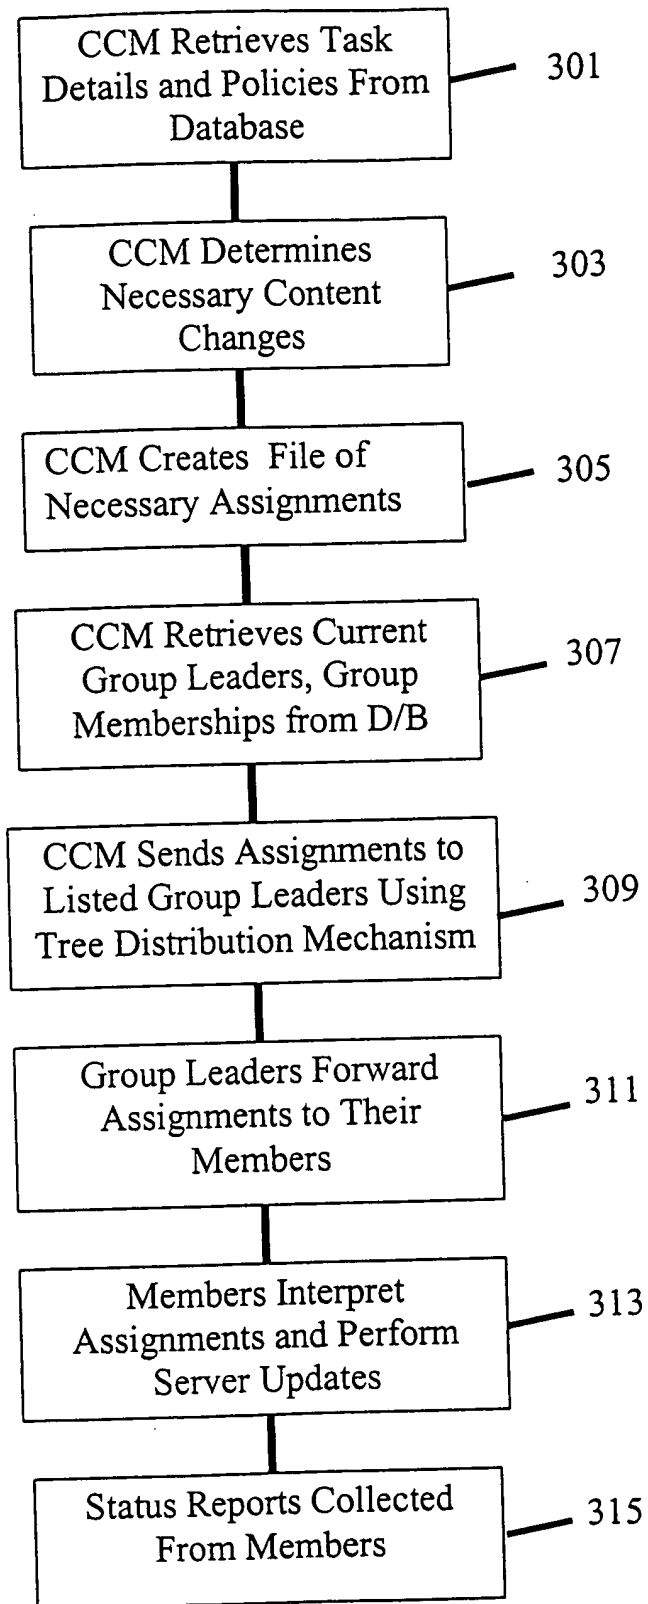 CCM Retrieves Task
Details and Policies From
Database
301
CCM Determines
Necessary Content
Changes
303
CCM Creates File of
Necessary Assignments
305
CCM Retrieves Current
Group Leaders, Group
Memberships from D/B
307
CCM Sends Assignments to
Listed Group Leaders Using
Tree Distribution Mechanism
309
Group Leaders Forward
Assignments to Their
Members
311
Members Interpret
Assignments and Perform
Server Updates
313
Status Reports Collected
From Members
315